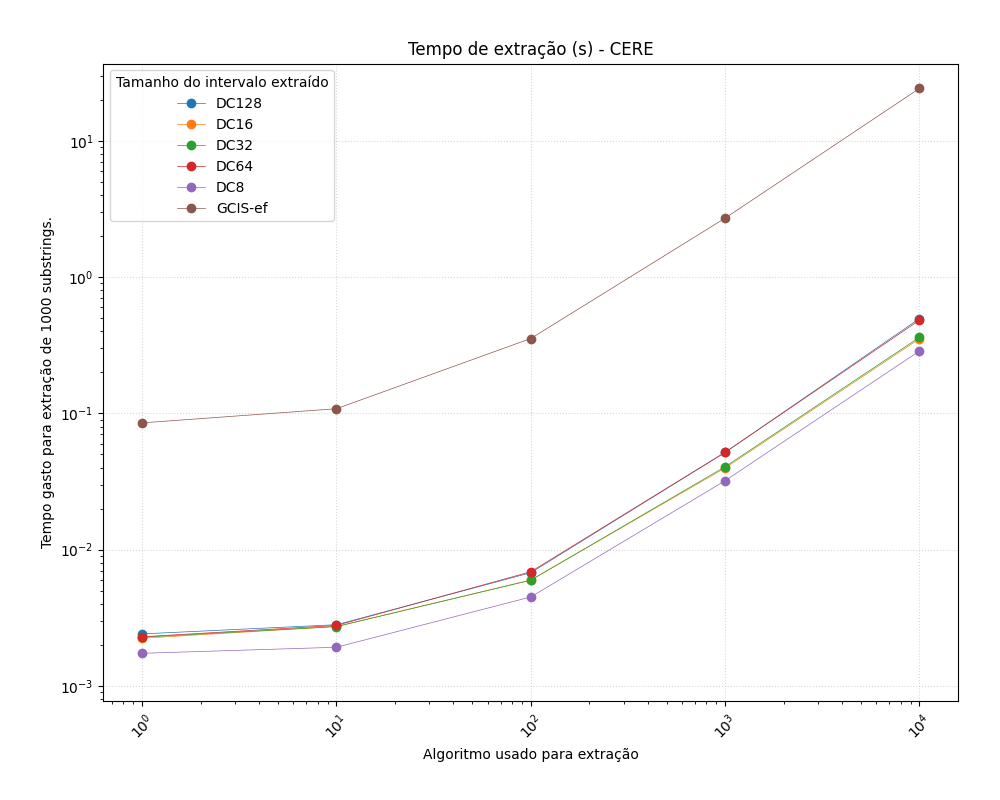 Tempo de extração (s) - CERE
Tamanho do intervalo extraído
DC128
DC16
DC32
DC64
DC8
GCIS-ef
Tempo gasto para extração de 1000 substrings.
10¹
10⁰
10⁻¹
10⁻²
10⁻³
10⁰
10¹
10²
10³
10⁴
Algoritmo usado para extração